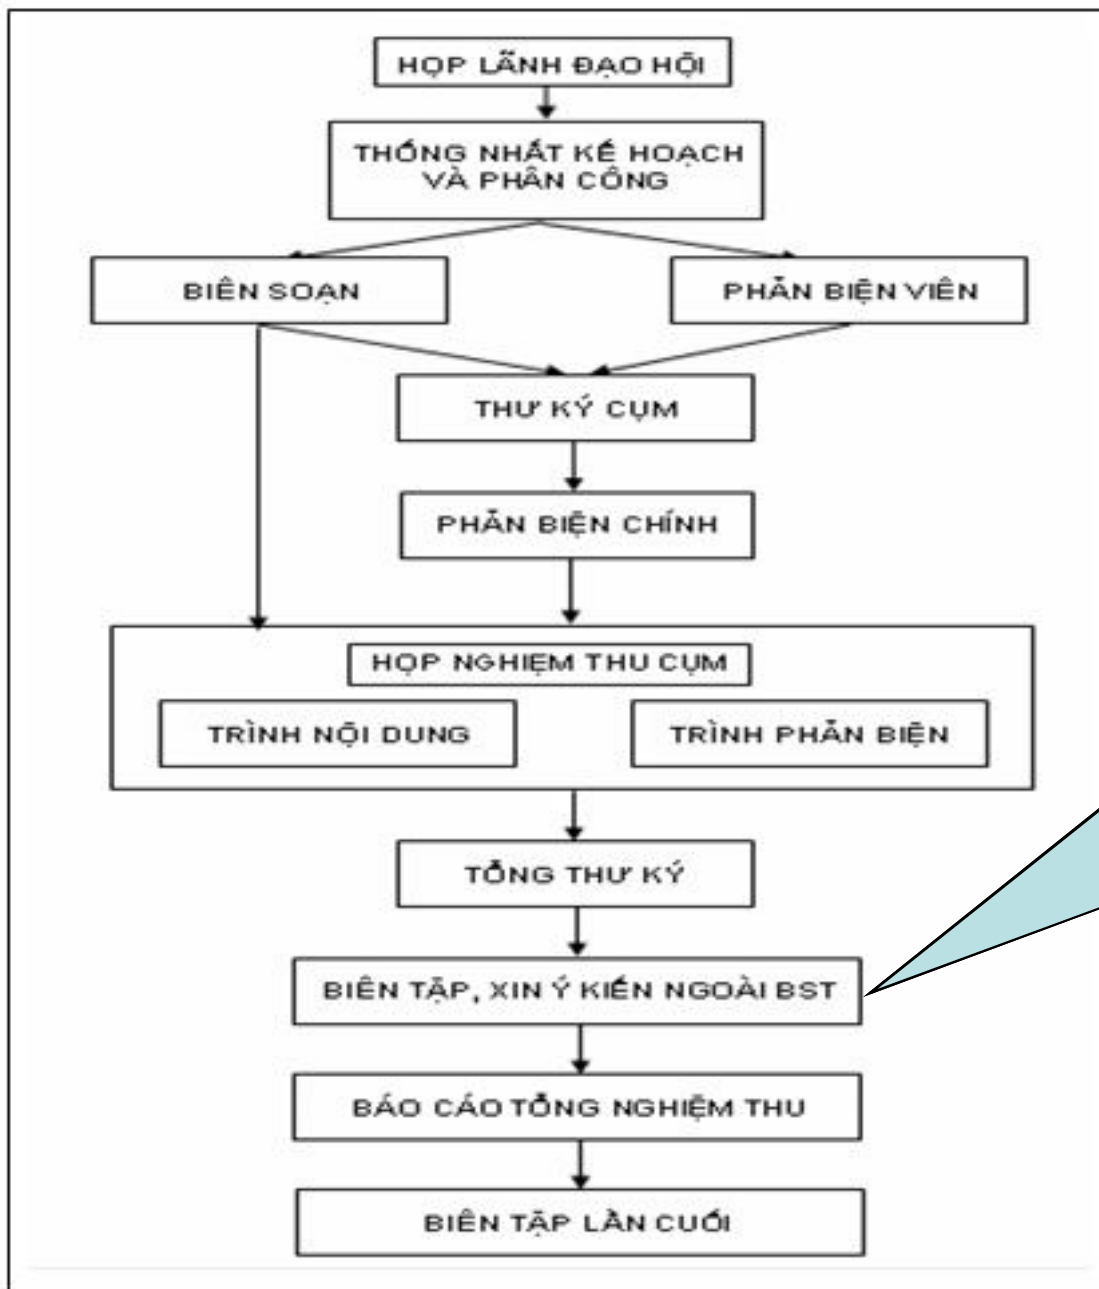 HỌP LÃNH ĐẠO HỘI
THỐNG NHẤT KẾ HOẠCH
VÀ PHÂN CÔNG
BIÊN SOẠN
PHẢN BIỆN VIÊN
THƯ KÝ CỤM
PHẢN BIỆN CHÍNH
HỌP NGHIỆM THU CỤM
TRÌNH NỘI DUNG
TRÌNH PHẢN BIỆN
TỔNG THƯ KÝ
BIÊN TẬP, XIN Ý KIẾN NGOÀI BST
BÁO CÁO TỔNG NGHIỆM THU
BIÊN TẬP LẦN CUỐI